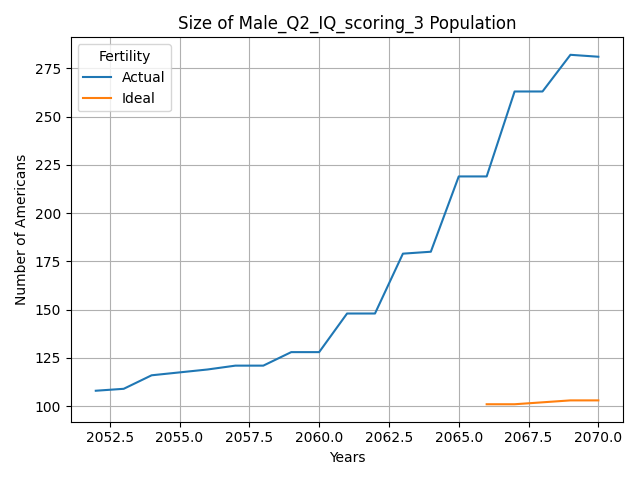 Size of Male_Q2_IQ_scoring_3 Population
Fertility
Actual
Ideal
Number of Americans
275
250
225
200
175
150
125
100
2052.5 2055.0 2057.5 2060.0 2062.5 2065.0 2067.5 2070.0
Years